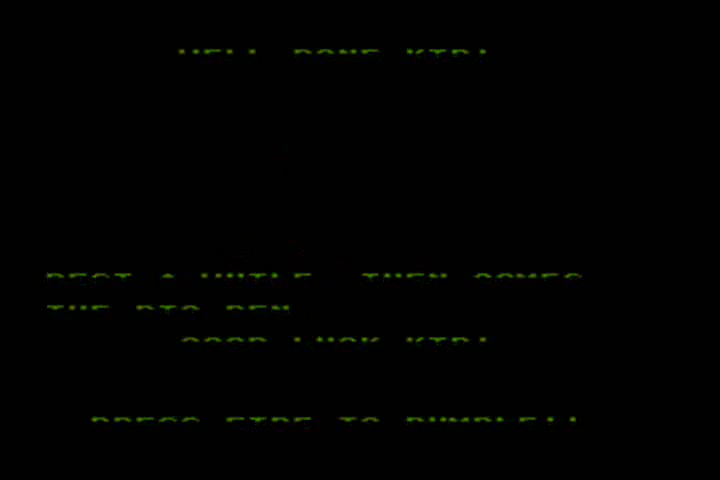 WELL DONE KID!
REST A WHILE. THEN COMES
THE BIG BEN
GOOD LUCK KID!
PRESS FIRE TO RUMBLE!!